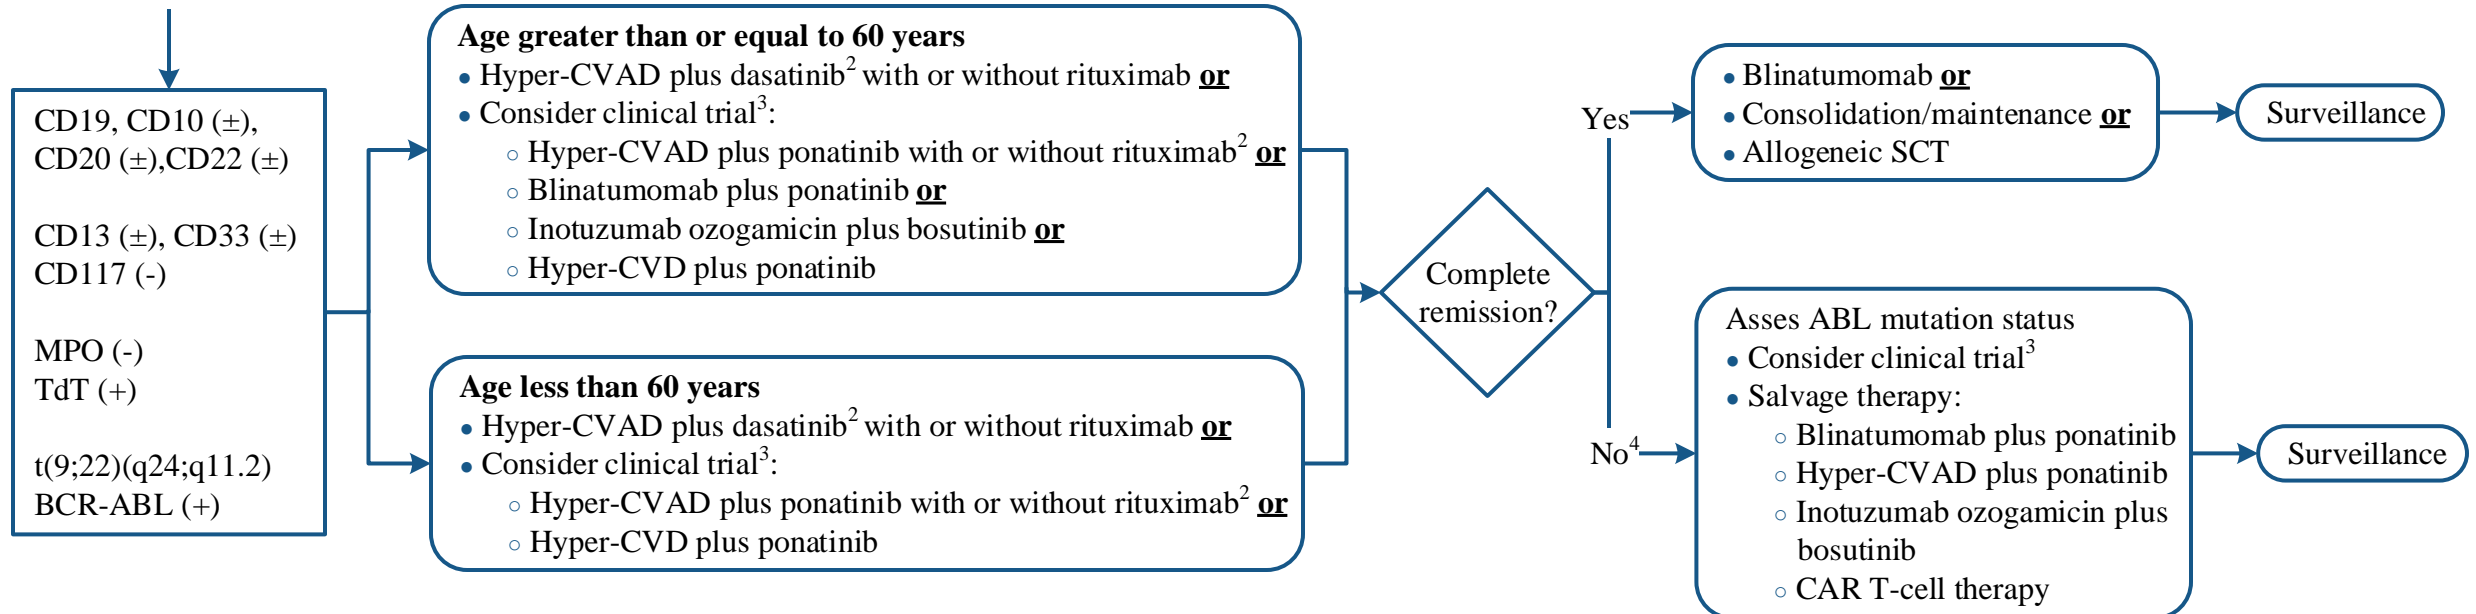 CD19, CD10 (±),
CD20 (±),CD22 (±)
CD13 (±), CD33 (±)
CD117 (-)
MPO (-)
TdT (+)
t(9;22)(q24;q11.2)
BCR-ABL (+)
Age greater than or equal to 60 years
• Hyper-CVAD plus dasatinib² with or without rituximab or
• Consider clinical trial³:
○ Hyper-CVAD plus ponatinib with or without rituximab² or
○ Blinatumomab plus ponatinib or
○ Inotuzumab ozogamicin plus bosutinib or
○ Hyper-CVD plus ponatinib
Age less than 60 years
• Hyper-CVAD plus dasatinib² with or without rituximab or
• Consider clinical trial³:
○ Hyper-CVAD plus ponatinib with or without rituximab² or
○ Hyper-CVD plus ponatinib
Complete
remission?
Yes
• Blinatumomab or
• Consolidation/maintenance or
• Allogeneic SCT
Surveillance
No⁴
Asses ABL mutation status
• Consider clinical trial³
• Salvage therapy:
○ Blinatumomab plus ponatinib
○ Hyper-CVAD plus ponatinib
○ Inotuzumab ozogamicin plus
bosutinib
○ CAR T-cell therapy
Surveillance